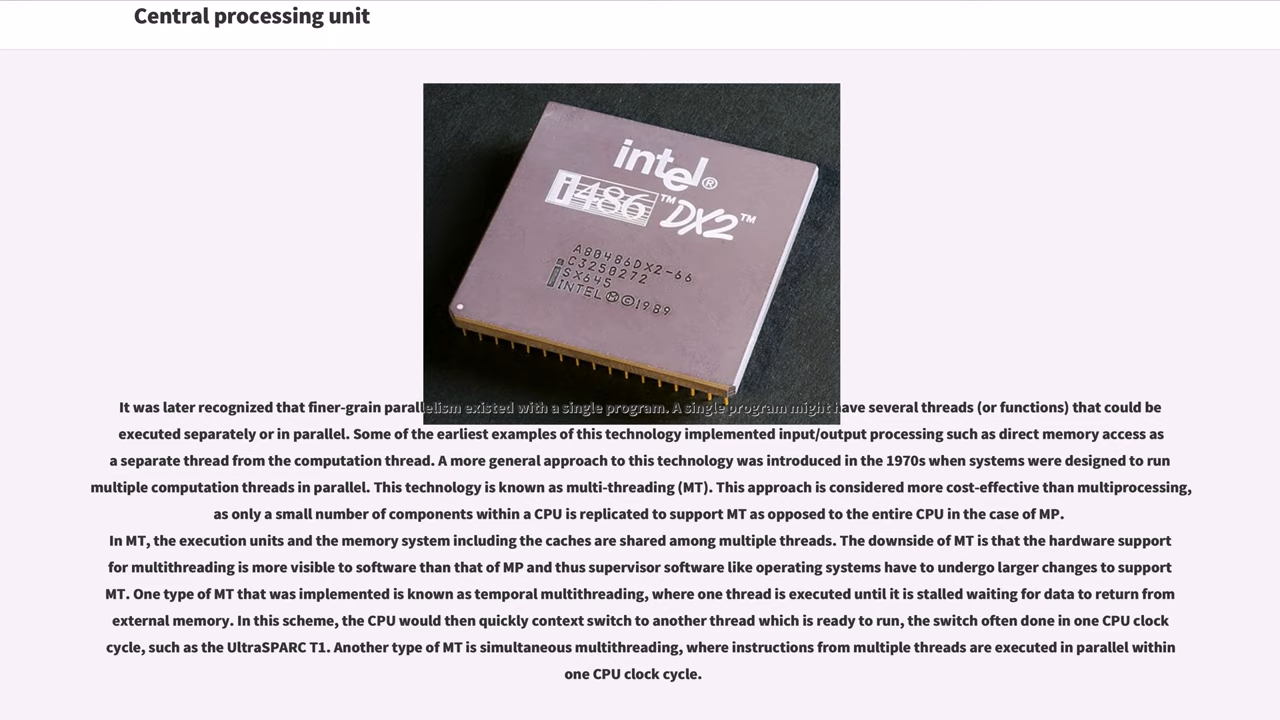 Central processing unit
intel®
i486™ DX2™
A80486DX2-66
C3250272
SX645
INTEL Ⓜ ©1989
It was later recognized that finer-grain parallelism existed with a single program. A single program might have several threads (or functions) that could be
executed separately or in parallel. Some of the earliest examples of this technology implemented input/output processing such as direct memory access as
a separate thread from the computation thread. A more general approach to this technology was introduced in the 1970s when systems were designed to run
multiple computation threads in parallel. This technology is known as multi-threading (MT). This approach is considered more cost-effective than multiprocessing,
as only a small number of components within a CPU is replicated to support MT as opposed to the entire CPU in the case of MP.
In MT, the execution units and the memory system including the caches are shared among multiple threads. The downside of MT is that the hardware support
for multithreading is more visible to software than that of MP and thus supervisor software like operating systems have to undergo larger changes to support
MT. One type of MT that was implemented is known as temporal multithreading, where one thread is executed until it is stalled waiting for data to return from
external memory. In this scheme, the CPU would then quickly context switch to another thread which is ready to run, the switch often done in one CPU clock
cycle, such as the UltraSPARC T1. Another type of MT is simultaneous multithreading, where instructions from multiple threads are executed in parallel within
one CPU clock cycle.